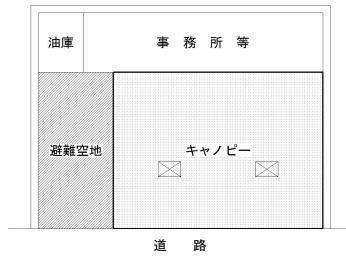 油庫
事務所等
避難空地
キャノピー
道路